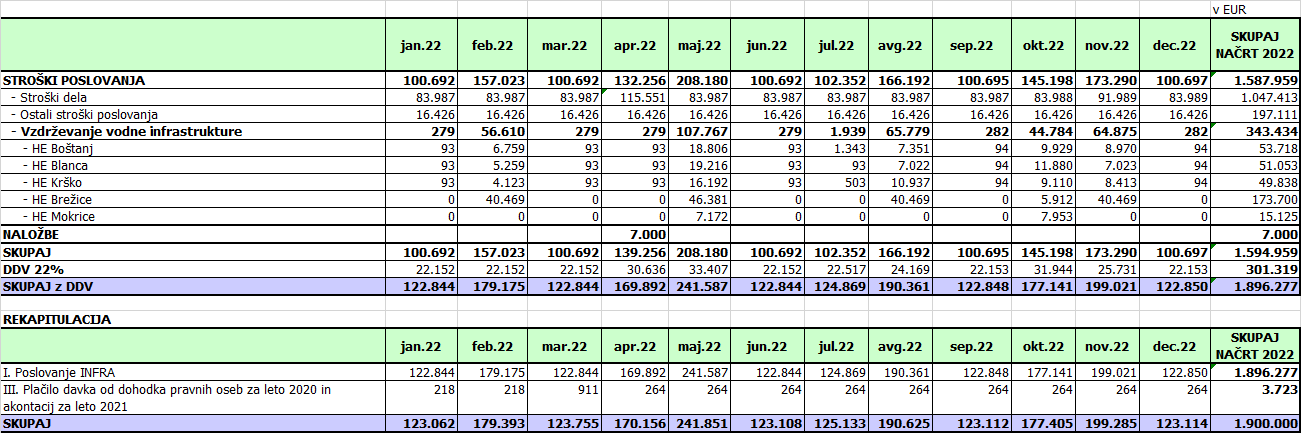 v EUR
jan.22 feb.22 mar.22 apr.22 maj.22 jun.22 jul.22 avg.22 sep.22 okt.22 nov.22 dec.22 SKUPAJ NAČRT 2022
STROŠKI POSLOVANJA 100.692 157.023 100.692 132.256 208.180 100.692 102.352 166.192 100.695 145.198 173.290 100.697 1.587.959
- Stroški dela 83.987 83.987 83.987 115.551 83.987 83.987 83.987 83.987 83.987 83.988 91.989 83.989 1.047.413
- Ostali stroški poslovanja 16.426 16.426 16.426 16.426 16.426 16.426 16.426 16.426 16.426 16.426 16.426 16.426 197.111
- Vzdrževanje vodne infrastrukture 279 56.610 279 279 107.767 279 1.939 65.779 282 44.784 64.875 282 343.434
- HE Boštanj 93 6.759 93 93 18.806 93 1.343 7.351 94 9.929 8.970 94 53.718
- HE Blanca 93 5.259 93 93 19.216 93 93 7.022 94 11.880 7.023 94 51.053
- HE Krško 93 4.123 93 93 16.192 93 503 10.937 94 9.110 8.413 94 49.838
- HE Brežice 0 40.469 0 0 46.381 0 0 40.469 0 5.912 40.469 0 173.700
- HE Mokrice 0 0 0 0 7.172 0 0 0 0 7.953 0 0 15.125
NALOŽBE 7.000 7.000
SKUPAJ 100.692 157.023 100.692 139.256 208.180 100.692 102.352 166.192 100.695 145.198 173.290 100.697 1.594.959
DDV 22% 22.152 22.152 22.152 30.636 33.407 22.152 22.517 24.169 22.153 31.944 25.731 22.153 301.319
SKUPAJ z DDV 122.844 179.175 122.844 169.892 241.587 122.844 124.869 190.361 122.848 177.141 199.021 122.850 1.896.277
REKAPITULACIJA
jan.22 feb.22 mar.22 apr.22 maj.22 jun.22 jul.22 avg.22 sep.22 okt.22 nov.22 dec.22 SKUPAJ NAČRT 2022
I. Poslovanje INFRA 122.844 179.175 122.844 169.892 241.587 122.844 124.869 190.361 122.848 177.141 199.021 122.850 1.896.277
III. Plačilo davka od dohodka pravnih oseb za leto 2020 in 218 218 911 264 264 264 264 264 264 264 264 264 3.723
akontacij za leto 2021
SKUPAJ 123.062 179.393 123.755 170.156 241.851 123.108 125.133 190.625 123.112 177.405 199.285 123.114 1.900.000